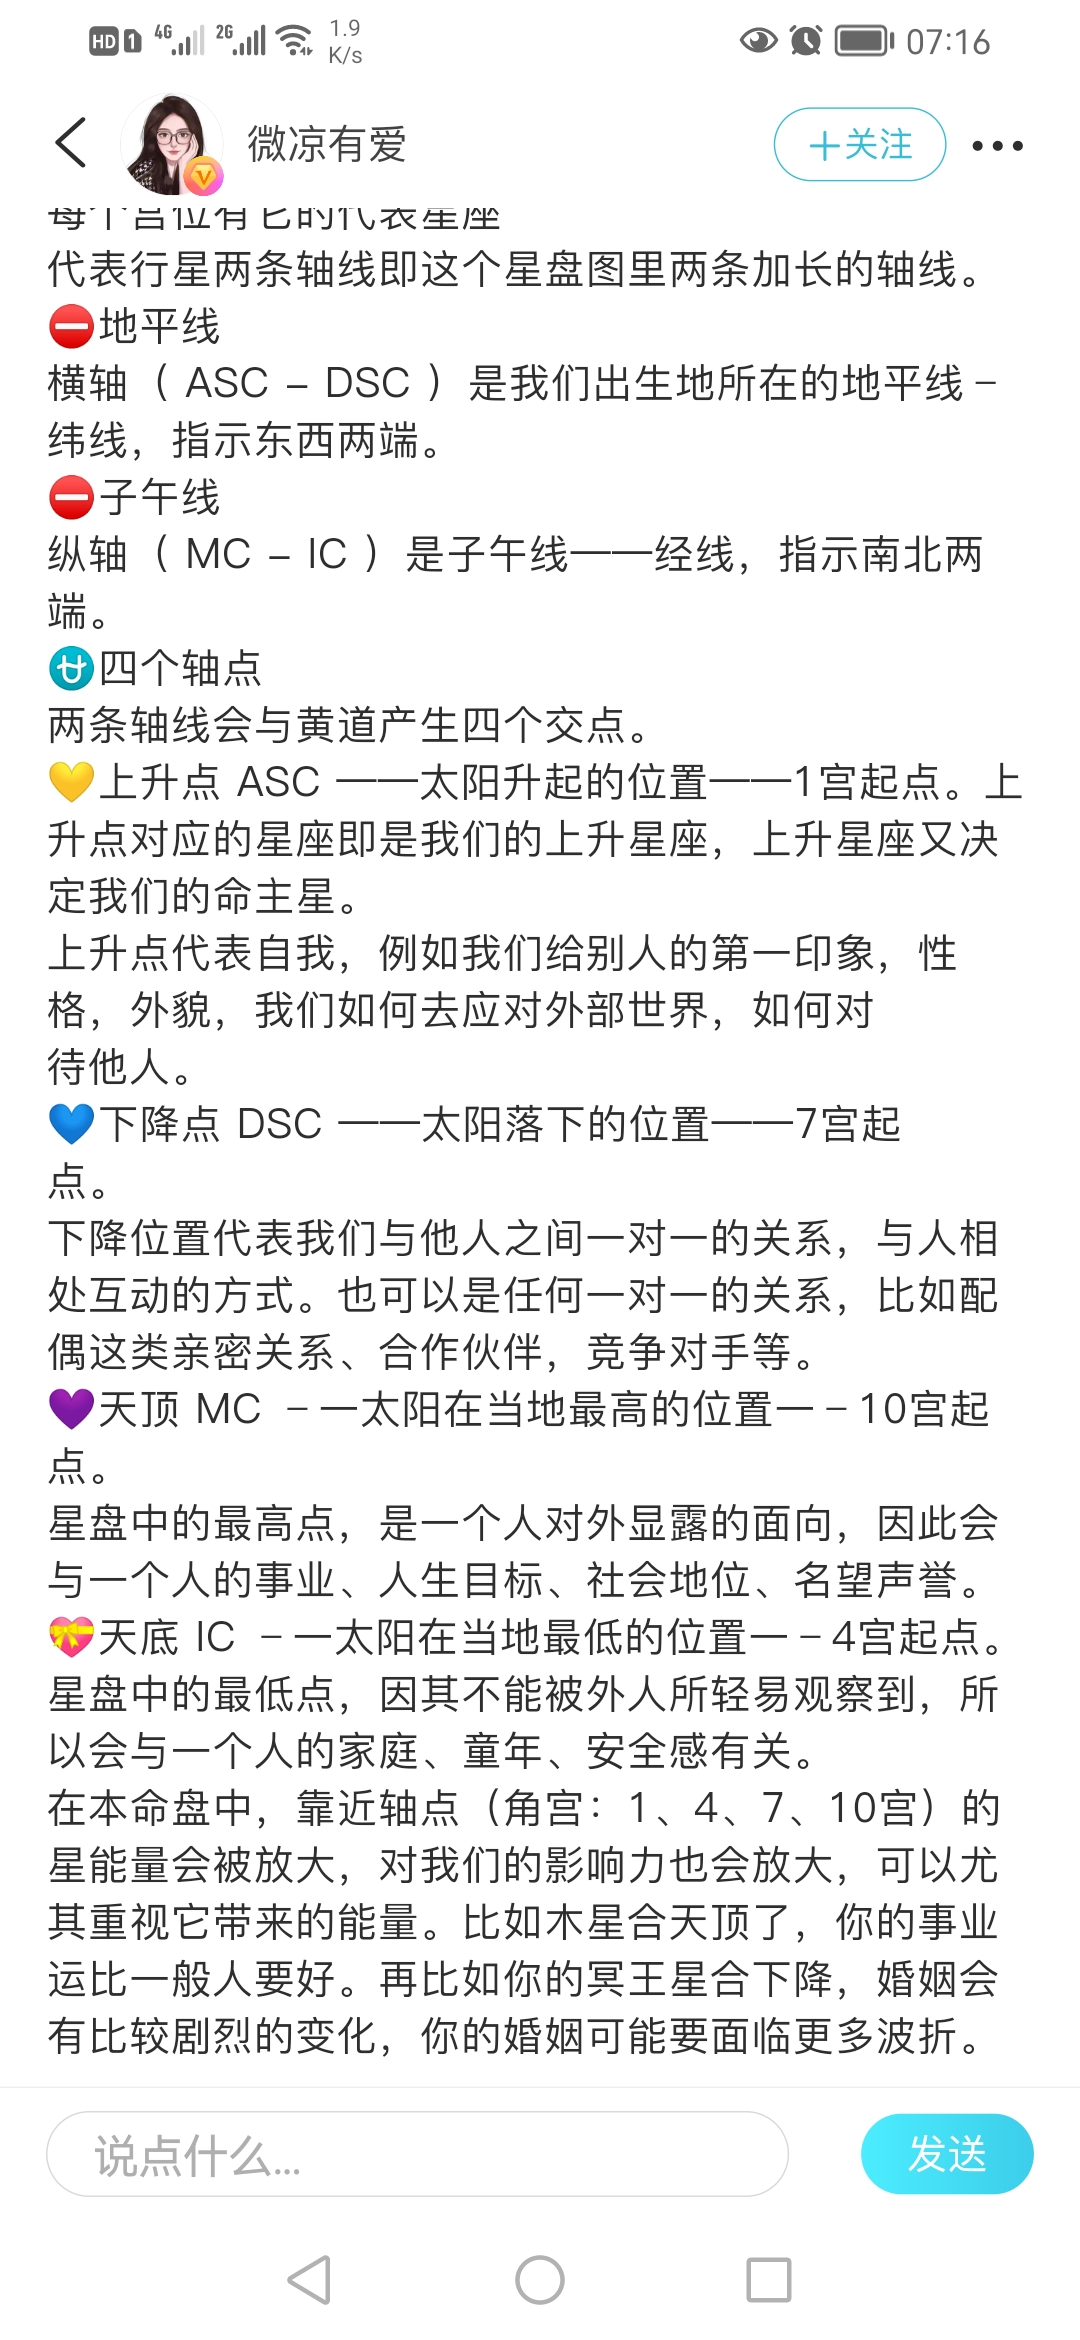 HD 1 4G 2G 1.9 K/s 07:16
微凉有爱
+关注
每个宫位有它的代表星座
代表行星两条轴线即这个星盘图里两条加长的轴线。
⛔地平线
横轴（ ASC – DSC ）是我们出生地所在的地平线–
纬线，指示东西两端。
⛔子午线
纵轴（ MC – IC ）是子午线——经线，指示南北两
端。
⛎四个轴点
两条轴线会与黄道产生四个交点。
💛上升点 ASC ——太阳升起的位置——1宫起点。上
升点对应的星座即是我们的上升星座，上升星座又决
定我们的命主星。
上升点代表自我，例如我们给别人的第一印象，性
格，外貌，我们如何去应对外部世界，如何对
待他人。
💙下降点 DSC ——太阳落下的位置——7宫起
点。
下降位置代表我们与他人之间一对一的关系，与人相
处互动的方式。也可以是任何一对一的关系，比如配
偶这类亲密关系、合作伙伴，竞争对手等。
💜天顶 MC –一太阳在当地最高的位置一–10宫起
点。
星盘中的最高点，是一个人对外显露的面向，因此会
与一个人的事业、人生目标、社会地位、名望声誉。
💝天底 IC –一太阳在当地最低的位置一–4宫起点。
星盘中的最低点，因其不能被外人所轻易观察到，所
以会与一个人的家庭、童年、安全感有关。
在本命盘中，靠近轴点（角宫：1、4、7、10宫）的
星能量会被放大，对我们的影响力也会放大，可以尤
其重视它带来的能量。比如木星合天顶了，你的事业
运比一般人要好。再比如你的冥王星合下降，婚姻会
有比较剧烈的变化，你的婚姻可能要面临更多波折。
说点什么...
发送